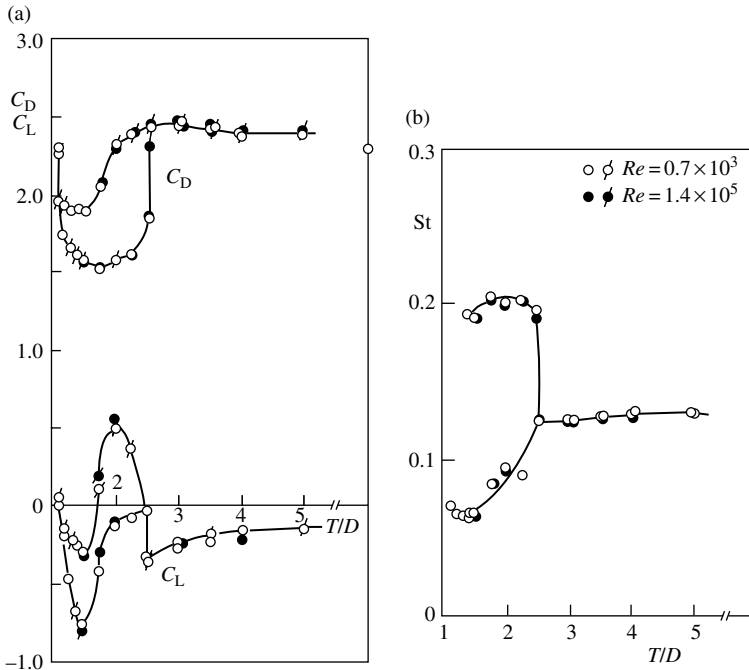 (a)
3.0
C_D
C_L
2.0
C_D
1.0
2
0
3
4
5
T/D
C_L
−1.0
(b)
0.3
Re = 0.7 × 10³
St
Re = 1.4 × 10⁵
0.2
0.1
0
1
2
3
4
5
T/D